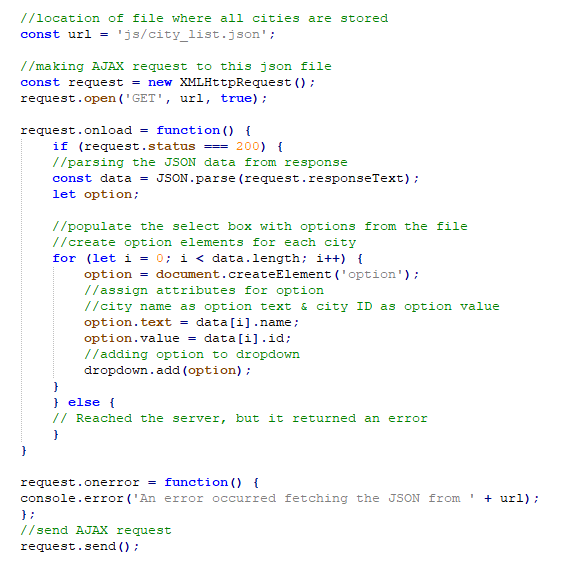 //location of file where all cities are stored
const url = 'js/city_list.json';

//making AJAX request to this json file
const request = new XMLHttpRequest();
request.open('GET', url, true);

request.onload = function() {
    if (request.status === 200) {
    //parsing the JSON data from response
    const data = JSON.parse(request.responseText);
    let option;

    //populate the select box with options from the file
    //create option elements for each city
    for (let i = 0; i < data.length; i++) {
        option = document.createElement('option');
        //assign attributes for option
        //city name as option text & city ID as option value
        option.text = data[i].name;
        option.value = data[i].id;
        //adding option to dropdown
        dropdown.add(option);
    }
    } else {
    // Reached the server, but it returned an error
    }
}

request.onerror = function() {
console.error('An error occurred fetching the JSON from ' + url);
};
//send AJAX request
request.send();